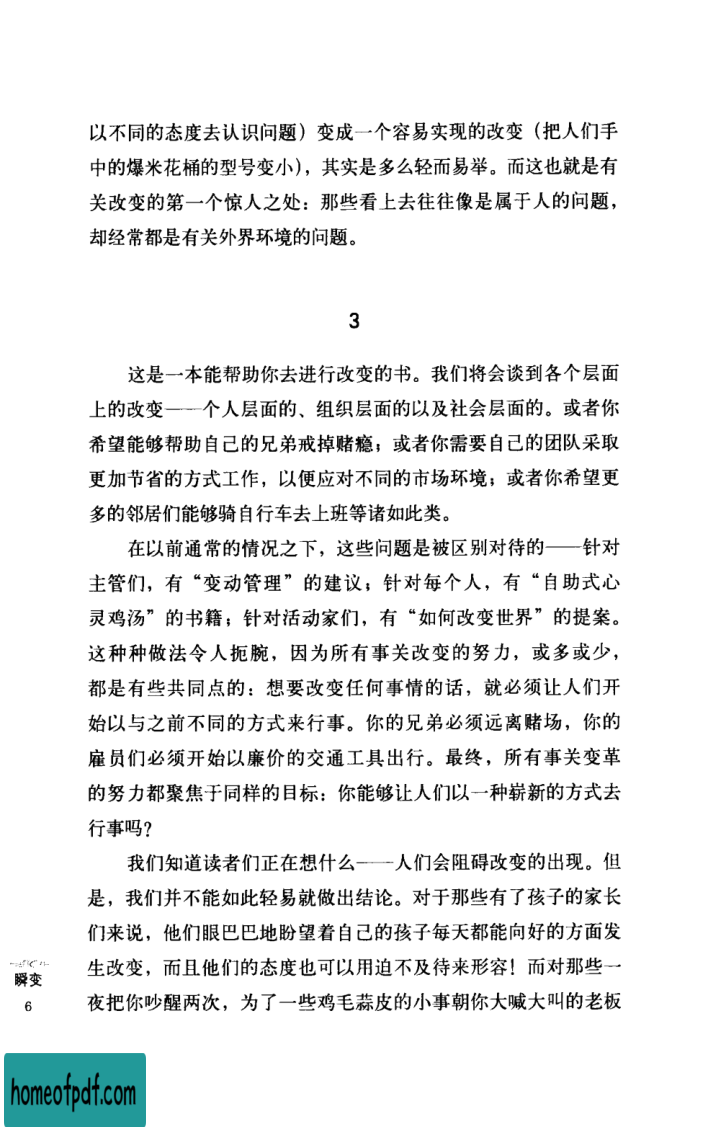 以不同的态度去认识问题）变成一个容易实现的改变（把人们手
中的爆米花桶的型号变小），其实是多么轻而易举。而这也就是有
关改变的第一个惊人之处：那些看上去往往像是属于人的问题，
却经常都是有关外界环境的问题。
3
这是一本能帮助你去进行改变的书。我们将会谈到各个层面
上的改变——个人层面的、组织层面的以及社会层面的。或者你
希望能够帮助自己的兄弟戒掉赌瘾；或者你需要自己的团队采取
更加节省的方式工作，以便应对不同的市场环境；或者你希望更
多的邻居们能够骑自行车去上班等诸如此类。
在以前通常的情况之下，这些问题是被区别对待的——针对
主管们，有“变动管理”的建议；针对每个人，有“自助式心
灵鸡汤”的书籍；针对活动家们，有“如何改变世界”的提案。
这种种做法令人扼腕，因为所有事关改变的努力，或多或少，
都是有些共同点的：想要改变任何事情的话，就必须让人们开
始以与之前不同的方式来行事。你的兄弟必须远离赌场，你的
雇员们必须开始以廉价的交通工具出行。最终，所有事关变革
的努力都聚焦于同样的目标：你能够让人们以一种崭新的方式去
行事吗？
我们知道读者们正在想什么——人们会阻碍改变的出现。但
是，我们并不能如此轻易就做出结论。对于那些有了孩子的家长
们来说，他们眼巴巴地盼望着自己的孩子每天都能向好的方面发
生改变，而且他们的态度也可以用迫不及待来形容！而对那些一
夜把你吵醒两次，为了一些鸡毛蒜皮的小事朝你大喊大叫的老板
瞬变
6
homeofpdf.com